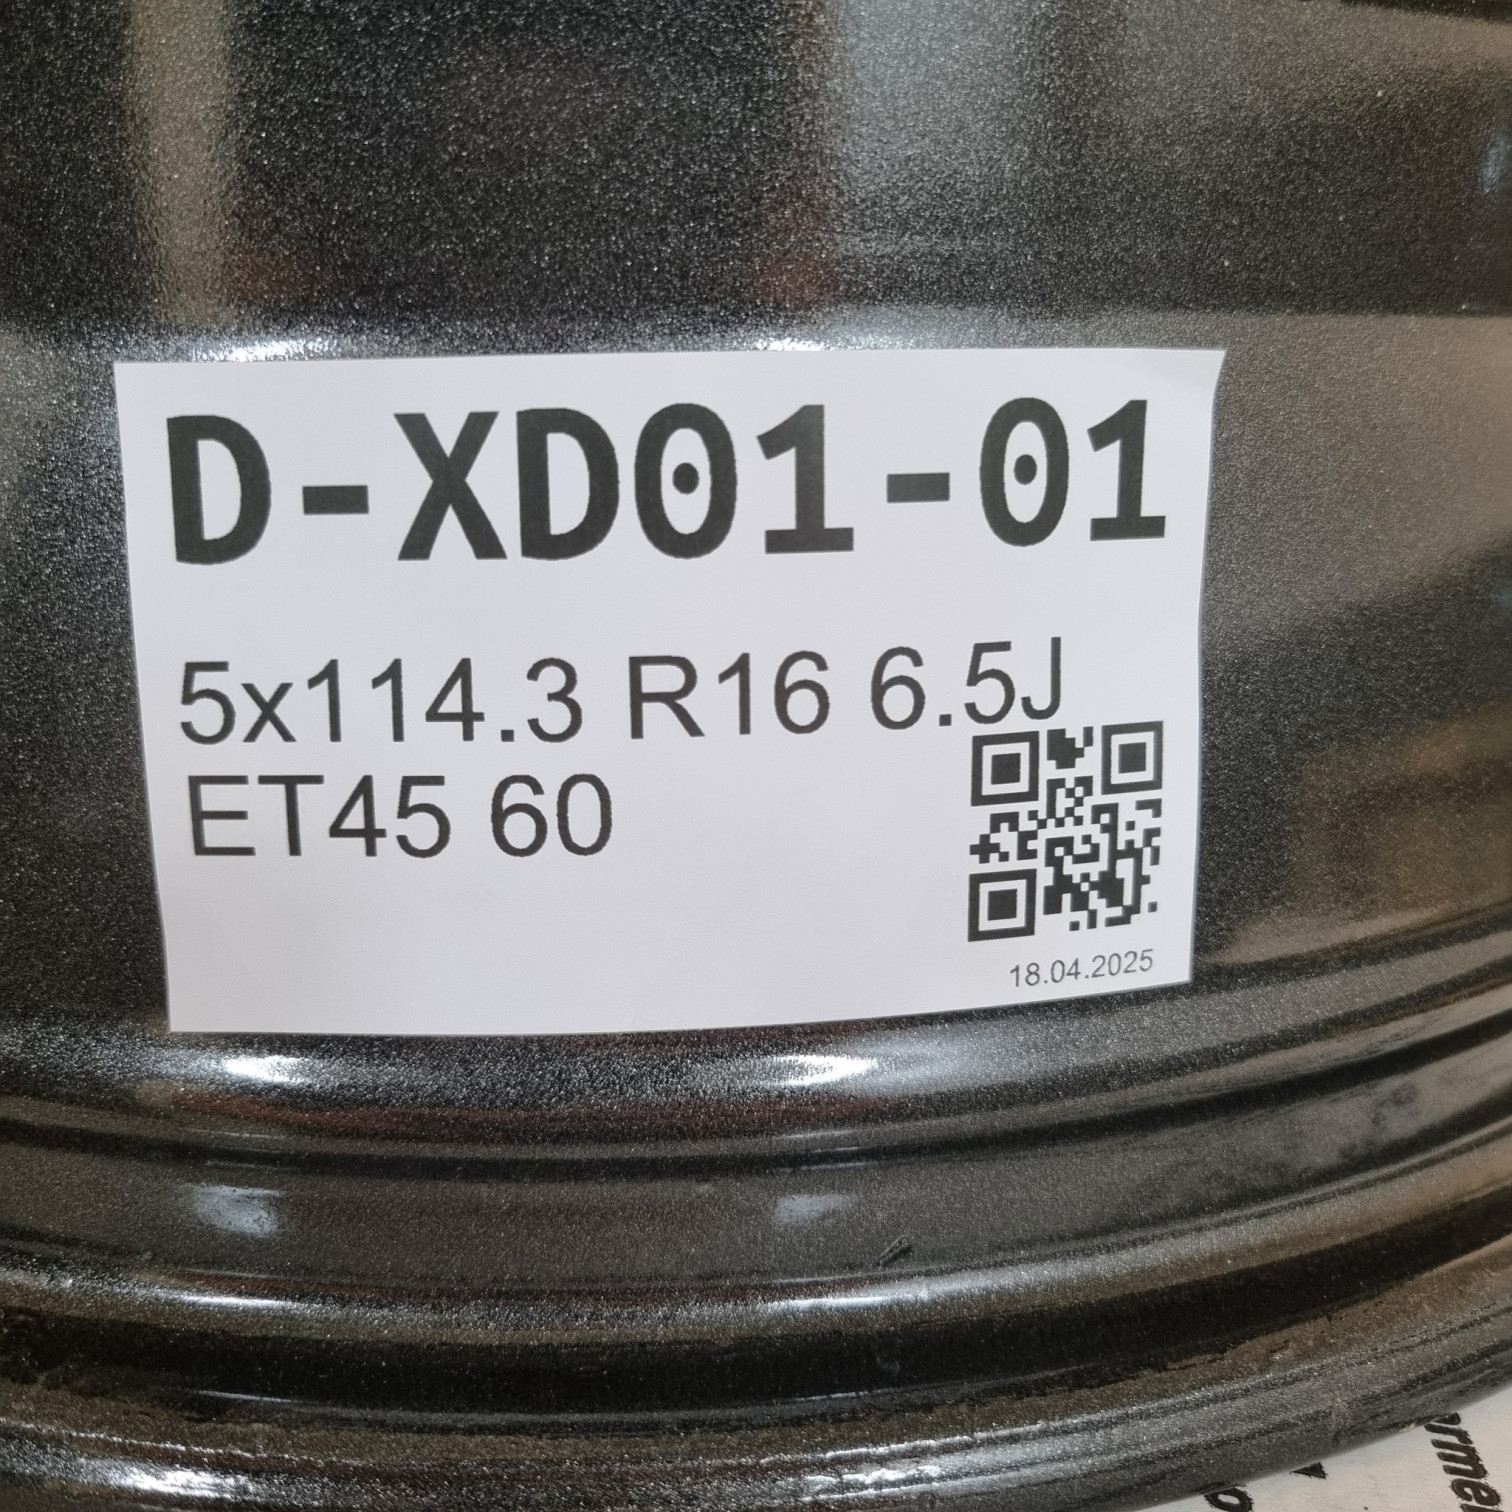 D-XD01-01
5x114.3 R16 6.5J
ET45 60
18.04.2025